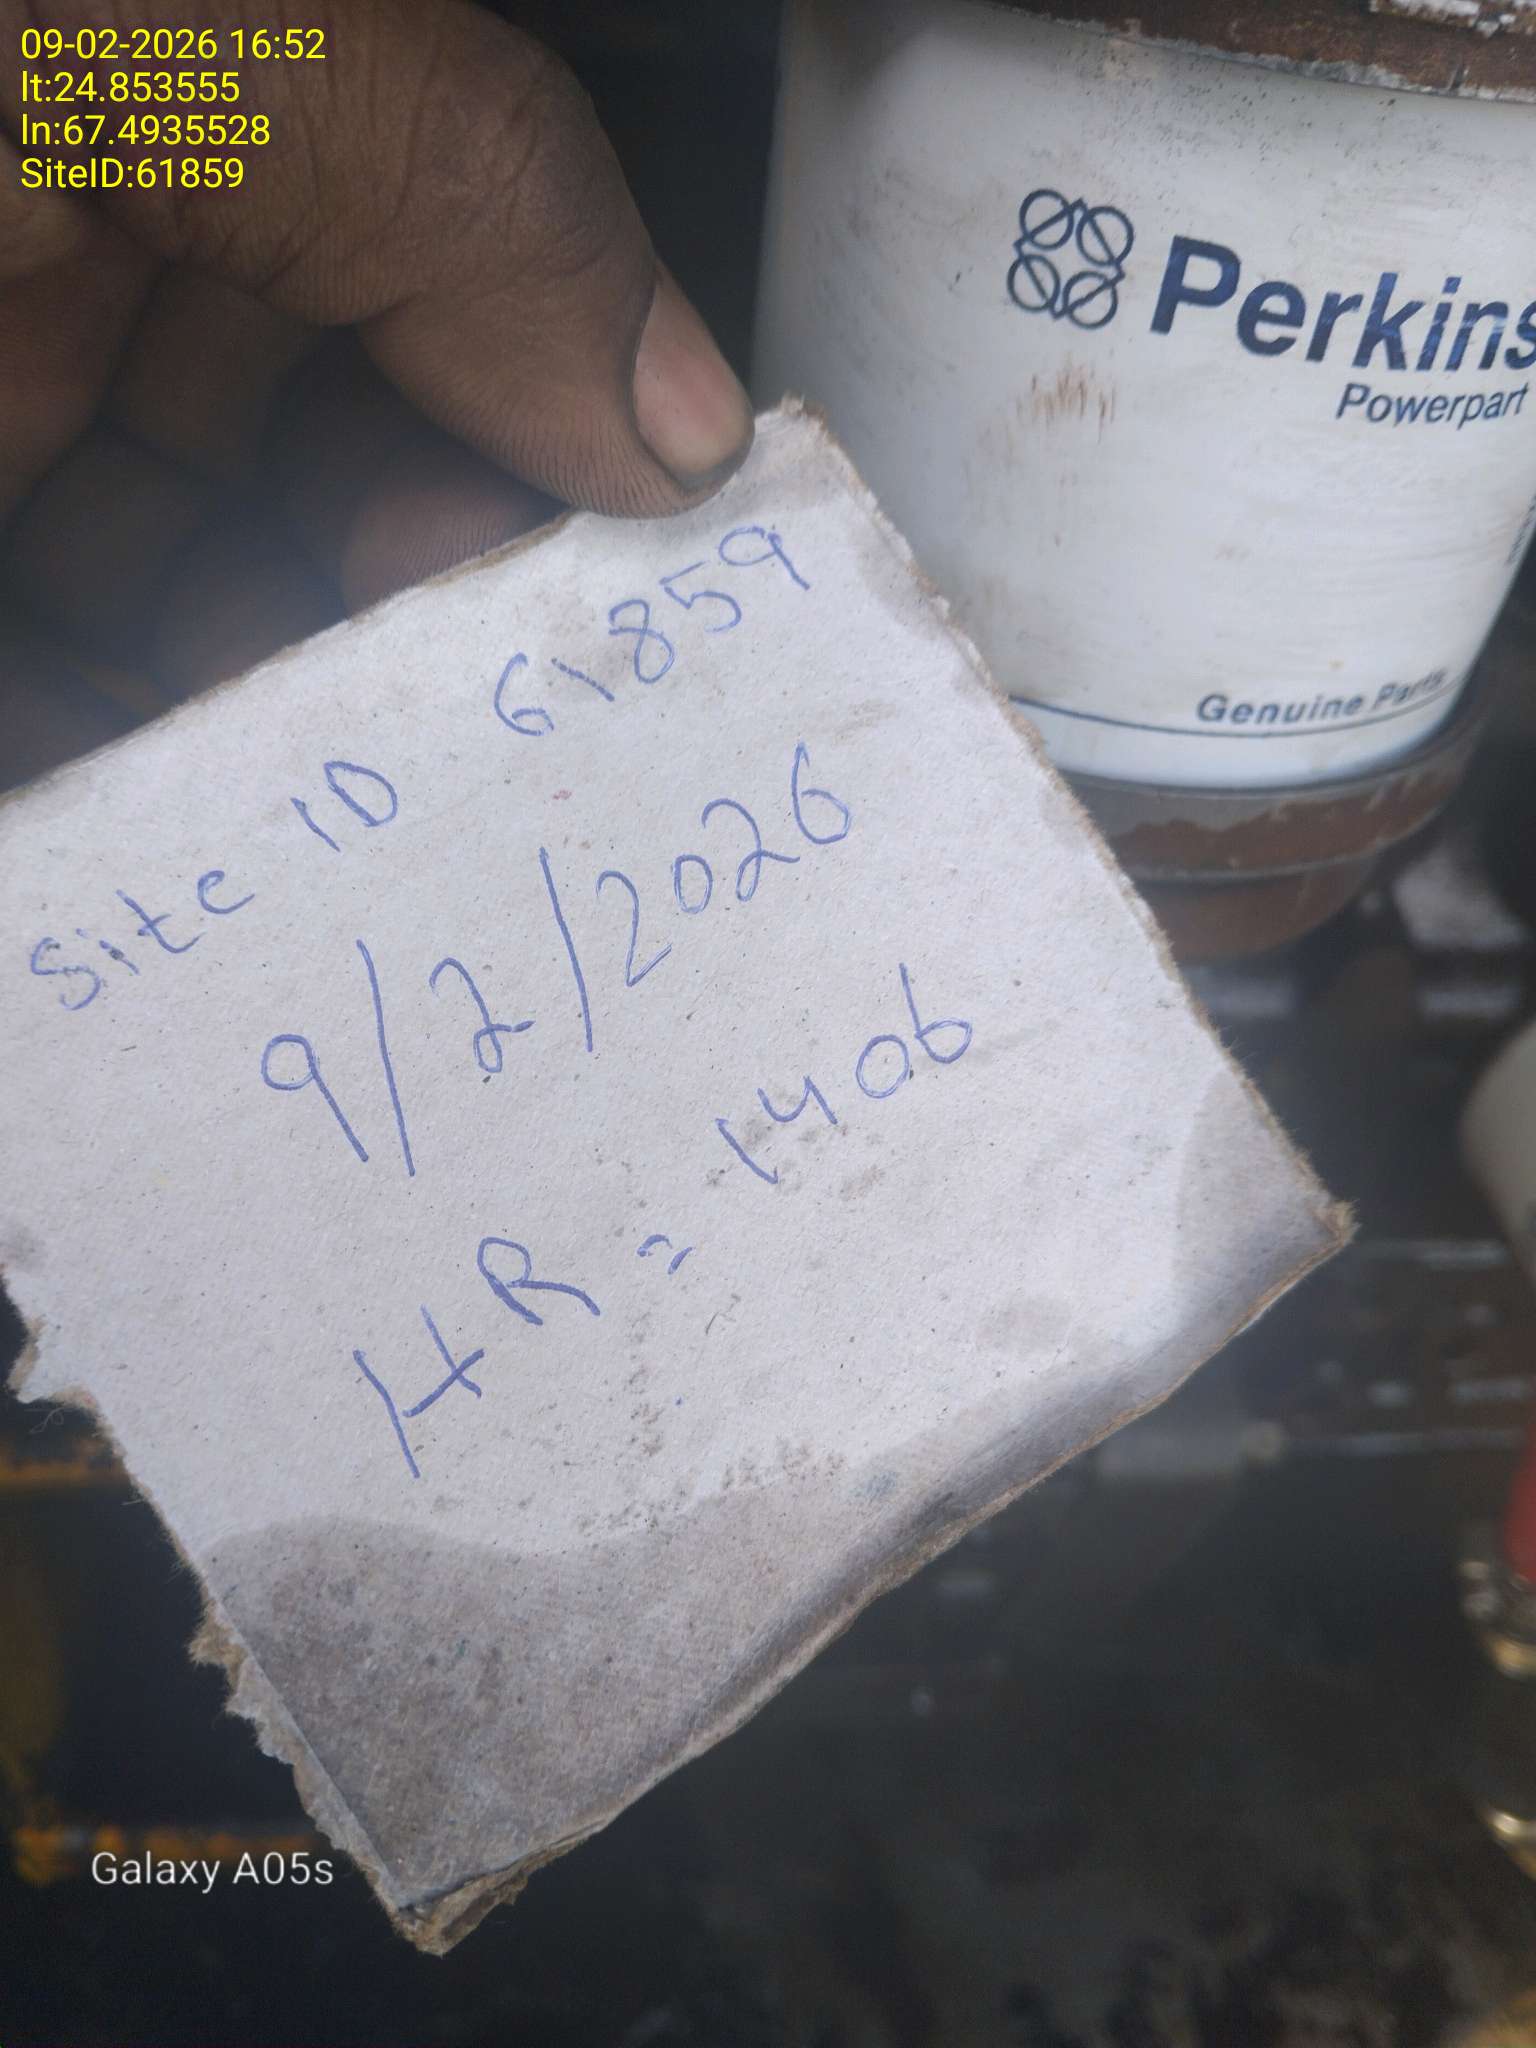 09-02-2026 16:52
lt:24.853555
ln:67.4935528
SiteID:61859
Perkins
Powerpart
Genuine Parts
Site ID 61859
9/2/2026
HR = 1406
Galaxy A05s